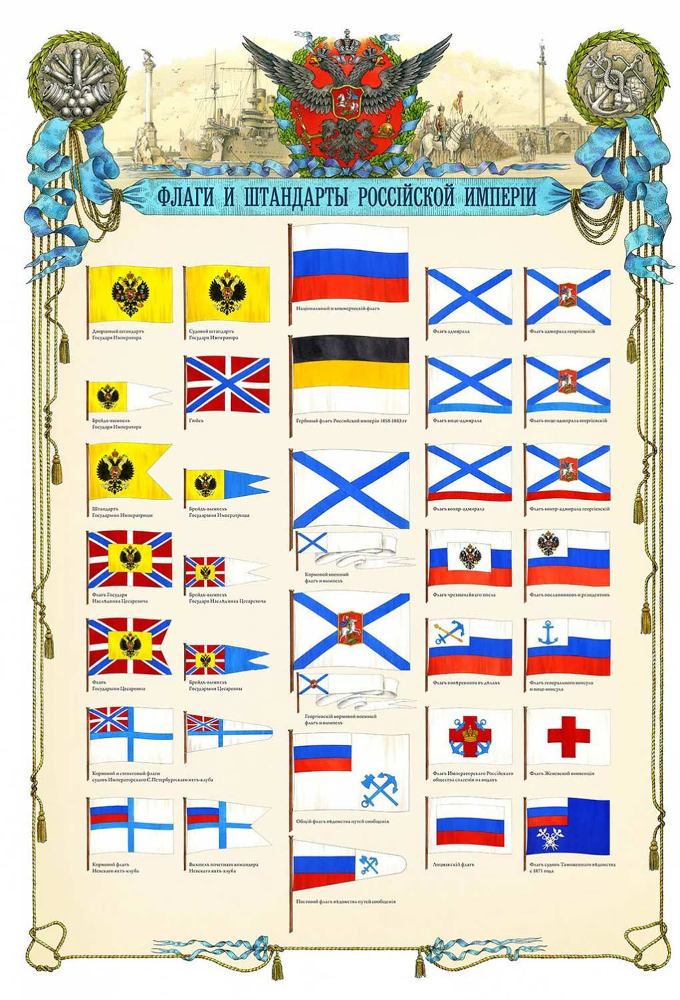 ФЛАГИ И ШТАНДАРТЫ РОССІЙСКОЙ ИМПЕРІИ
Дворцовый штандартъ
Государя Императора
Судовой штандартъ
Государя Императора
Національный и коммерческій флагъ
Флагъ адмирала
Флагъ адмирала георгіевскій
Брейдъ-вымпелъ
Государя Императора
Гюйсъ
Гербовый флагъ Россійской имперіи 1858-1883 гг
Флагъ вице-адмирала
Флагъ вице-адмирала георгіевскій
Штандартъ
Государыни Императрицы
Брейдъ-вымпелъ
Государыни Императрицы
Флагъ контр-адмирала
Флагъ контр-адмирала георгіевскій
Кормовой военный
флагъ и вымпелъ
Флагъ Государя
Наслѣдника Цесаревича
Брейдъ-вымпелъ
Государя Наслѣдника Цесаревича
Флагъ чрезвычайнаго посла
Флагъ посланниковъ и резидентовъ
Флагъ
Государыни Цесаревны
Брейдъ-вымпелъ
Государыни Цесаревны
Георгіевскій кормовой военный
флагъ и вымпелъ
Флагъ повѣренного въ дѣлахъ
Флагъ генерального консула
и вице-консула
Кормовой и стеньговый флаги
судовъ Императорскаго С.Петербургскаго яхтъ-клуба
Общій флагъ вѣдомства путей сообщенія
Флагъ Императорскаго Россійскаго
общества спасенія на водахъ
Флагъ Женевской конвенціи
Кормовой флагъ
Невскаго яхтъ-клуба
Вымпелъ почетнаго командора
Невскаго яхтъ-клуба
Постовой флагъ вѣдомства путей сообщенія
Лоцманскій флагъ
Флагъ судовъ Таможеннаго вѣдомства
с 1871 года